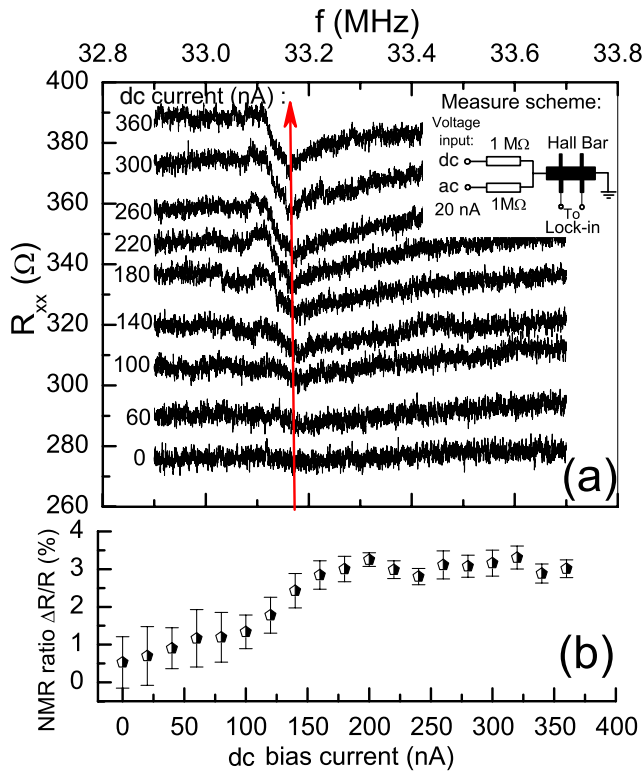 f (MHz)
32.8 33.0 33.2 33.4 33.6 33.8
400
380
360
340
320
300
280
260
Rxx (Ω)
dc current (nA) :
360
300
260
220
180
140
100
60
0
Measure scheme:
Voltage
input:
dc
ac
20 nA
1 MΩ
1MΩ
Hall Bar
To
Lock-in
(a)
NMR ratio ΔR/R (%)
4
3
2
1
0
(b)
0 50 100 150 200 250 300 350 400
dc bias current (nA)